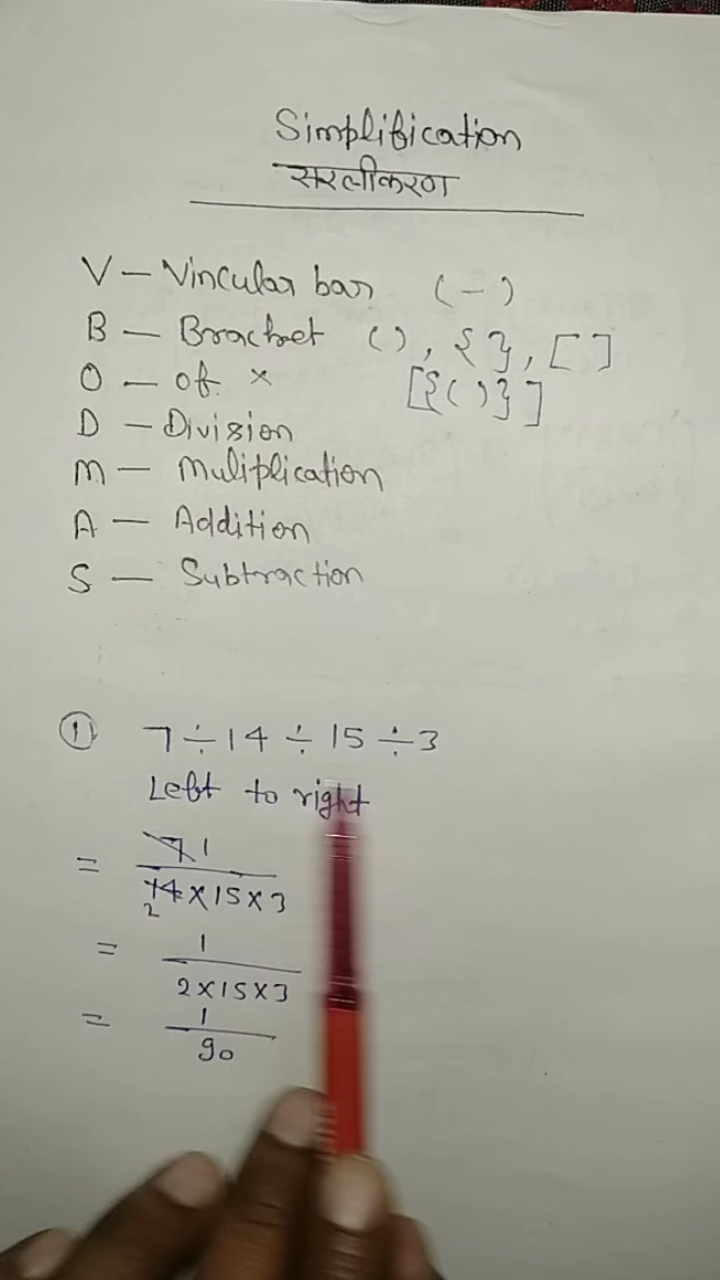 Simplification
सरलीकरण
V — Vincular bar (-)
B — Bracket (), {}, []
O — of × [{()}]
D — Division
M — Muliplication
A — Addition
S — Subtraction
① 7÷14÷15÷3
Left to right
= 7 1 / 14 2 ×15×3
= 1 / 2×15×3
= 1 / 90